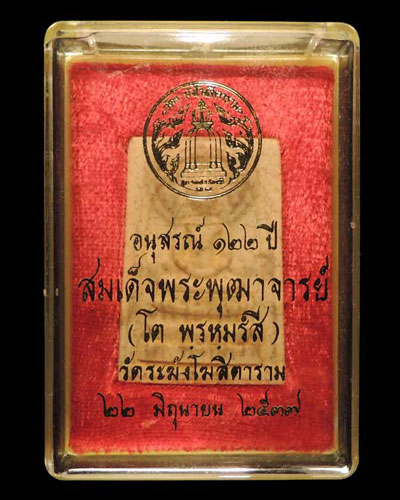 อนุสรณ์ ๑๒๒ ปี
สมเด็จพระพุฒาจารย์
(โต พรหมรังสี)
วัดระฆังโฆสิตาราม
๒๒ มิถุนายน ๒๕๓๗